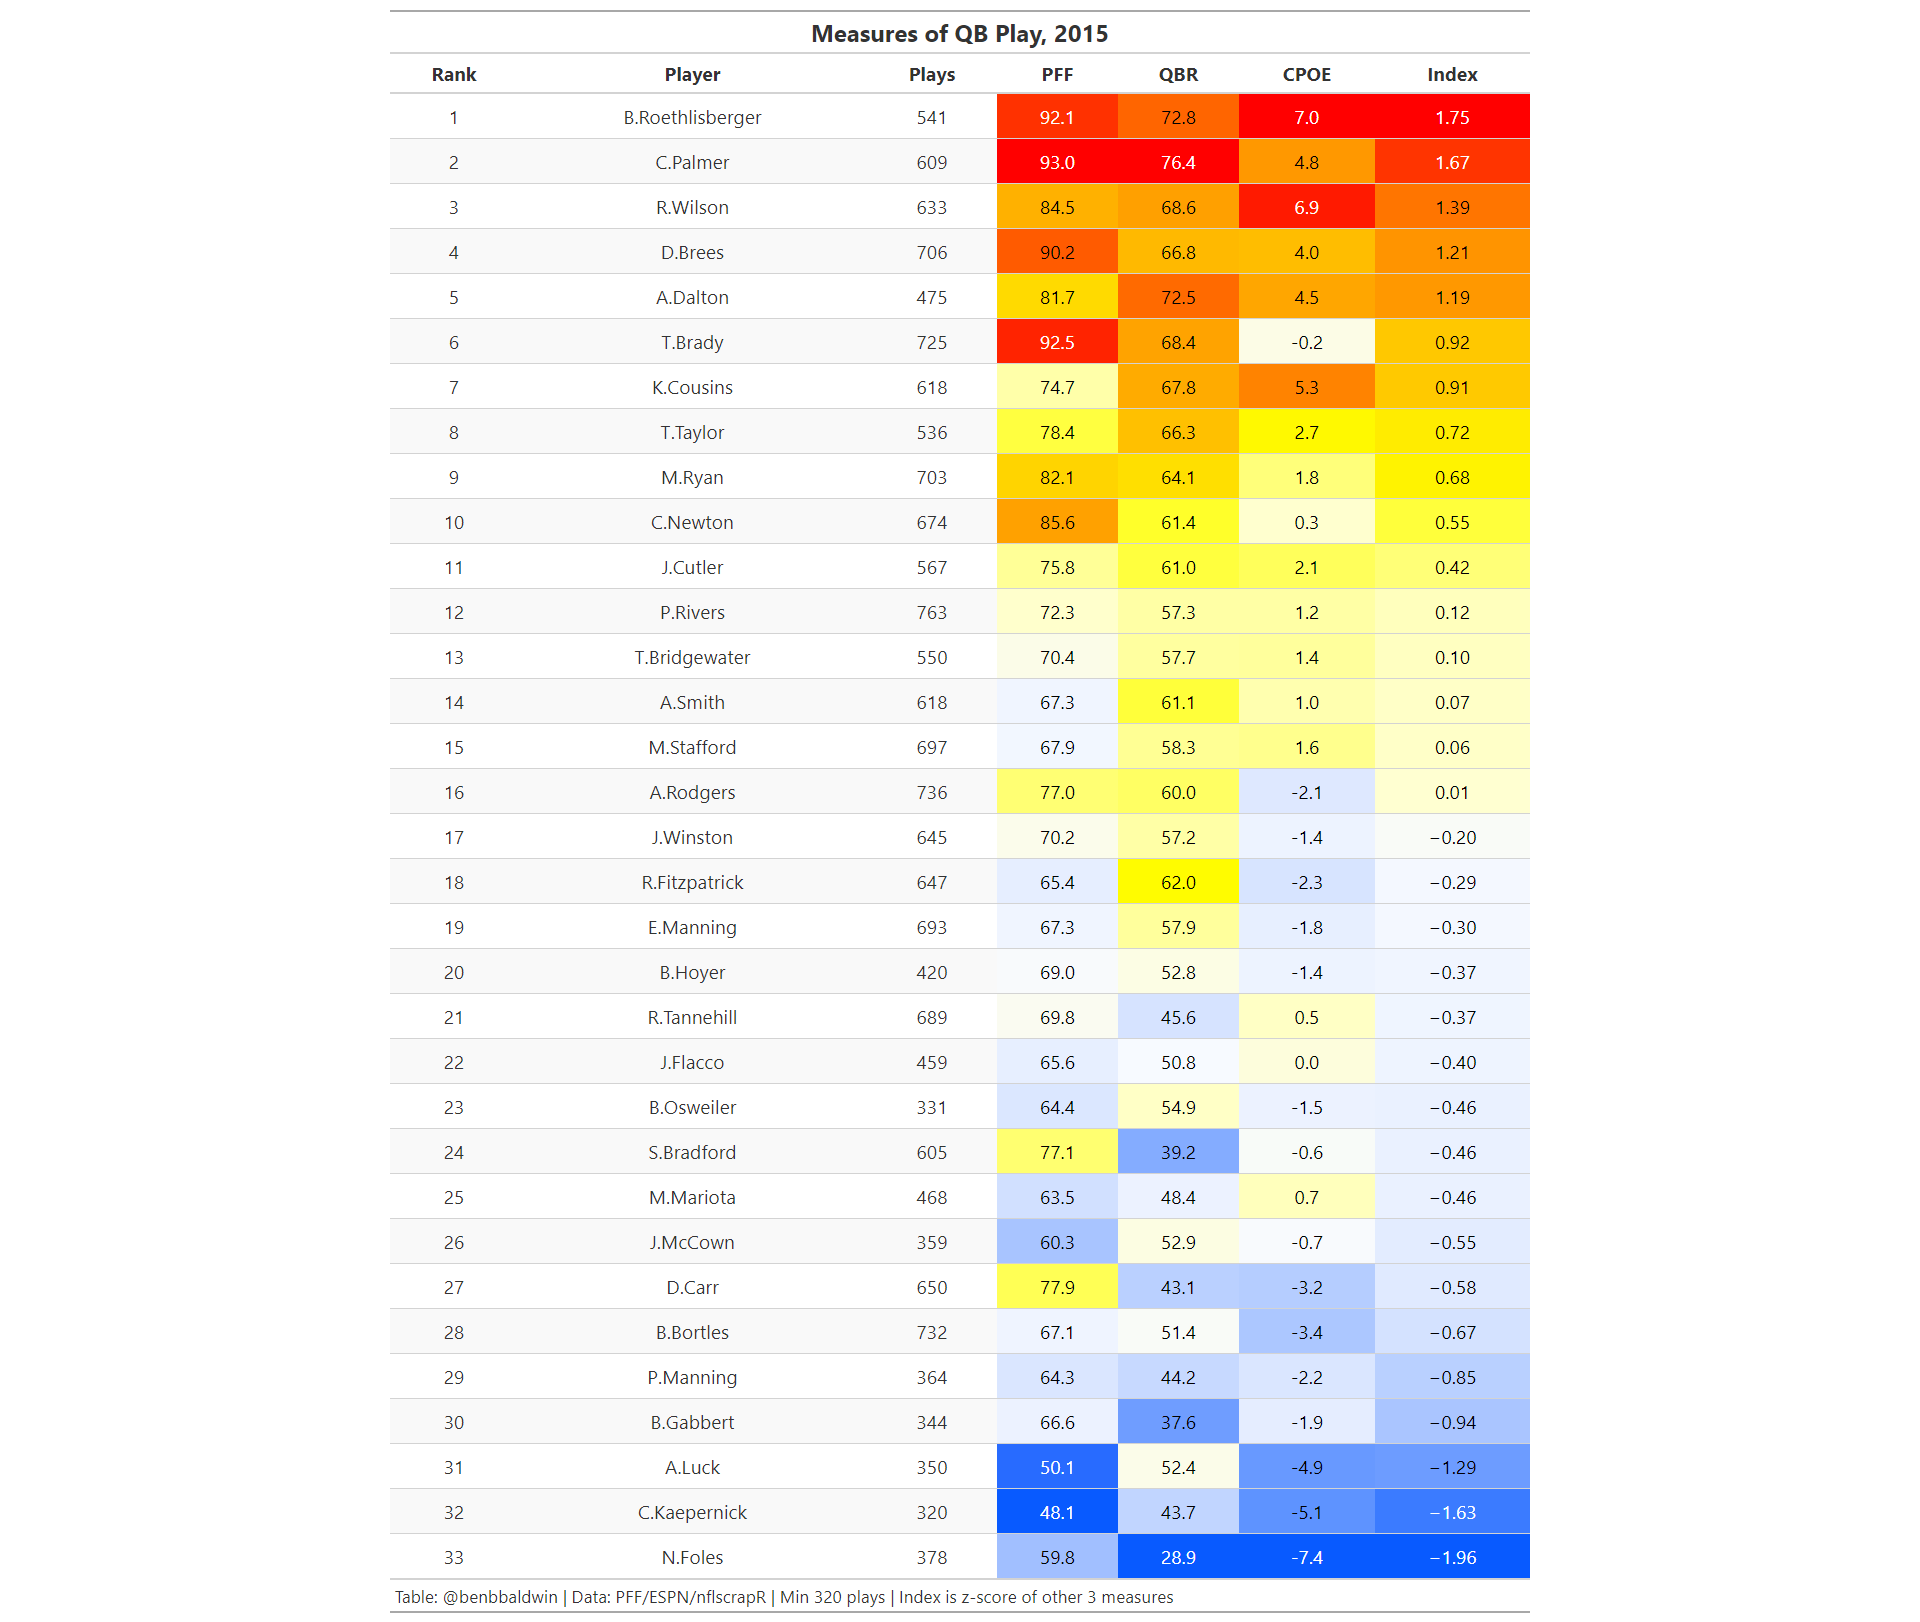 Measures of QB Play, 2015
Rank Player Plays PFF QBR CPOE Index
1 B.Roethlisberger 541 92.1 72.8 7.0 1.75
2 C.Palmer 609 93.0 76.4 4.8 1.67
3 R.Wilson 633 84.5 68.6 6.9 1.39
4 D.Brees 706 90.2 66.8 4.0 1.21
5 A.Dalton 475 81.7 72.5 4.5 1.19
6 T.Brady 725 92.5 68.4 -0.2 0.92
7 K.Cousins 618 74.7 67.8 5.3 0.91
8 T.Taylor 536 78.4 66.3 2.7 0.72
9 M.Ryan 703 82.1 64.1 1.8 0.68
10 C.Newton 674 85.6 61.4 0.3 0.55
11 J.Cutler 567 75.8 61.0 2.1 0.42
12 P.Rivers 763 72.3 57.3 1.2 0.12
13 T.Bridgewater 550 70.4 57.7 1.4 0.10
14 A.Smith 618 67.3 61.1 1.0 0.07
15 M.Stafford 697 67.9 58.3 1.6 0.06
16 A.Rodgers 736 77.0 60.0 -2.1 0.01
17 J.Winston 645 70.2 57.2 -1.4 −0.20
18 R.Fitzpatrick 647 65.4 62.0 -2.3 −0.29
19 E.Manning 693 67.3 57.9 -1.8 −0.30
20 B.Hoyer 420 69.0 52.8 -1.4 −0.37
21 R.Tannehill 689 69.8 45.6 0.5 −0.37
22 J.Flacco 459 65.6 50.8 0.0 −0.40
23 B.Osweiler 331 64.4 54.9 -1.5 −0.46
24 S.Bradford 605 77.1 39.2 -0.6 −0.46
25 M.Mariota 468 63.5 48.4 0.7 −0.46
26 J.McCown 359 60.3 52.9 -0.7 −0.55
27 D.Carr 650 77.9 43.1 -3.2 −0.58
28 B.Bortles 732 67.1 51.4 -3.4 −0.67
29 P.Manning 364 64.3 44.2 -2.2 −0.85
30 B.Gabbert 344 66.6 37.6 -1.9 −0.94
31 A.Luck 350 50.1 52.4 -4.9 −1.29
32 C.Kaepernick 320 48.1 43.7 -5.1 −1.63
33 N.Foles 378 59.8 28.9 -7.4 −1.96
Table: @benbbaldwin | Data: PFF/ESPN/nflscrapR | Min 320 plays | Index is z-score of other 3 measures